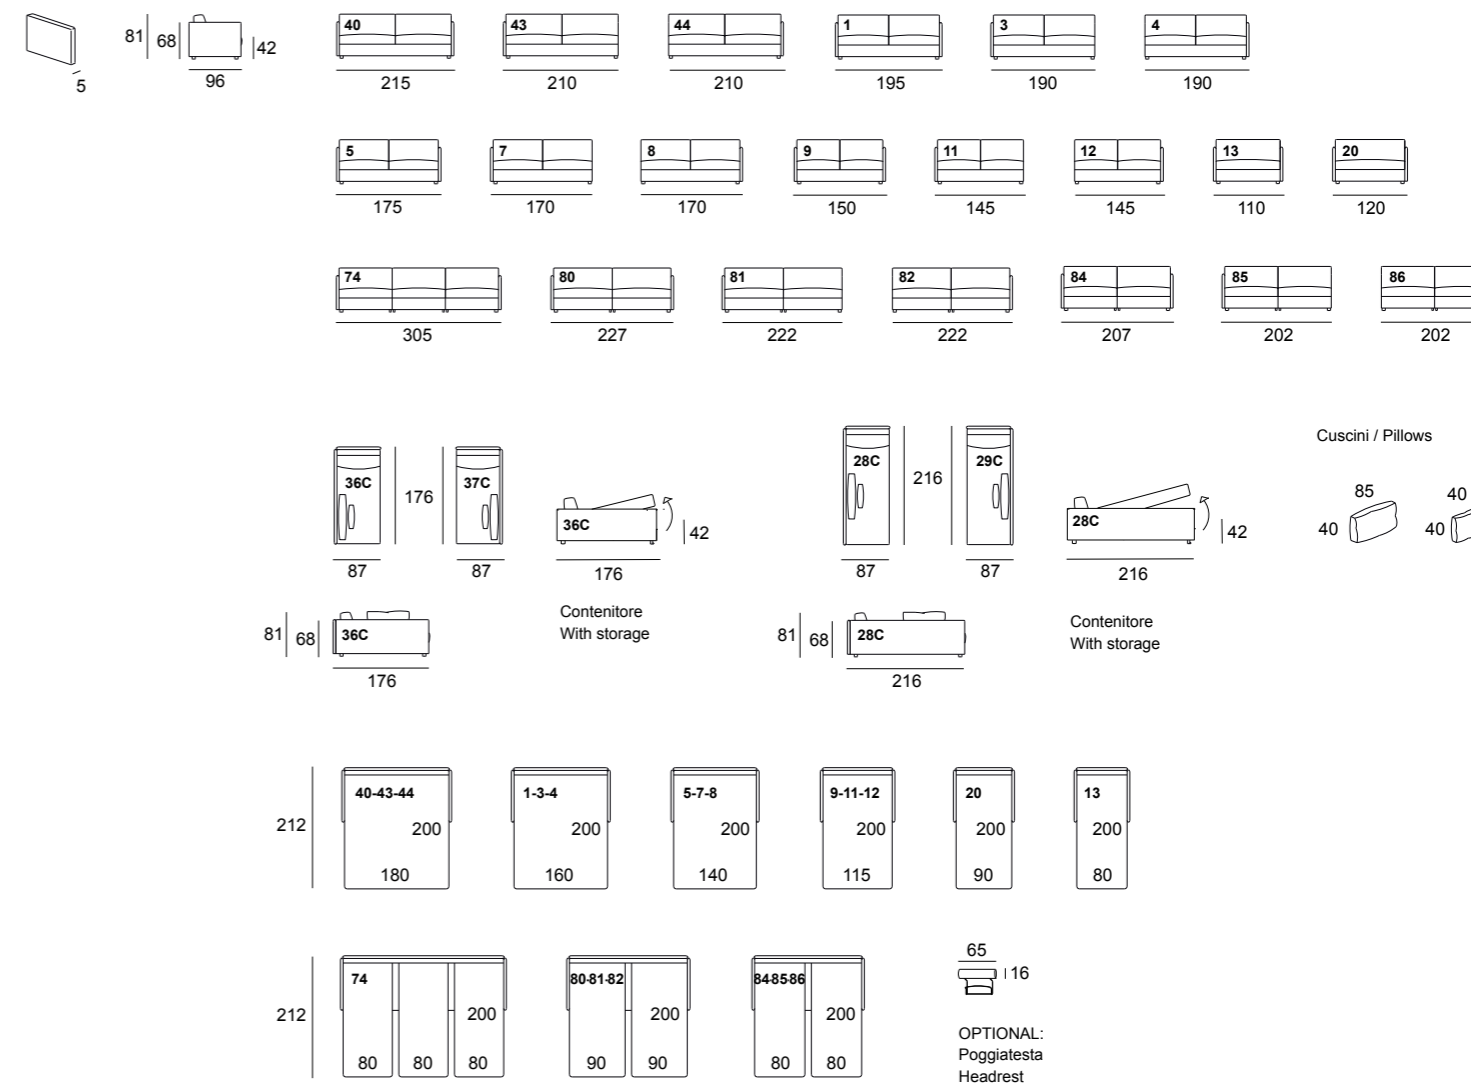 5
81 68 42
96
40 43 44 1 3 4
215 210 210 195 190 190
5 7 8 9 11 12 13 20
175 170 170 150 145 145 110 120
74 80 81 82 84 85 86
305 227 222 222 207 202 202
36C 176 37C
87 87
36C 42
176
28C 216 29C
87 87
28C 42
216
Cuscini / Pillows
85 40
40 40
81 68 36C
176
Contenitore
With storage
81 68 28C
216
Contenitore
With storage
40-43-44 1-3-4 5-7-8 9-11-12 20 13
212 200 200 200 200 200 200
180 160 140 115 90 80
74 80-81-82 84-85-86
212 200 200 200
80 80 80 90 90 80 80
65
16
OPTIONAL:
Poggiatesta
Headrest